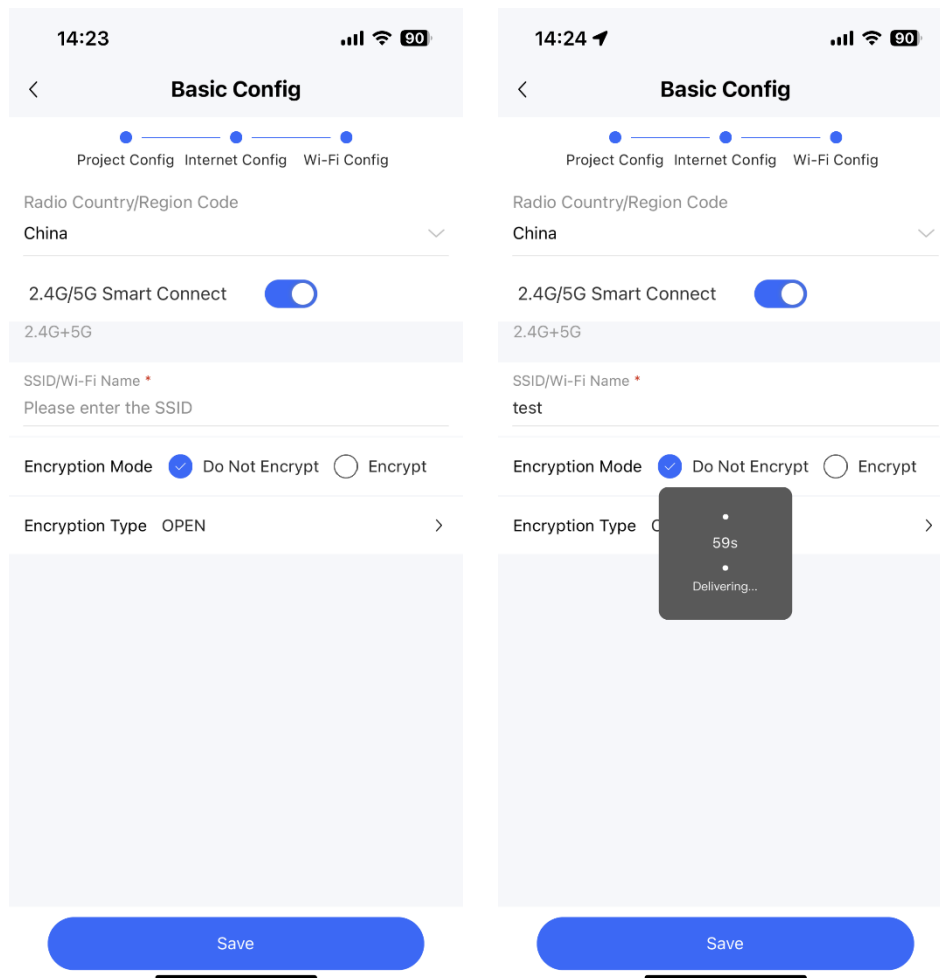 14:23
90
Basic Config
Project Config Internet Config Wi-Fi Config
Radio Country/Region Code
China
2.4G/5G Smart Connect
2.4G+5G
SSID/Wi-Fi Name *
Please enter the SSID
Encryption Mode Do Not Encrypt Encrypt
Encryption Type OPEN
Save
14:24
90
Basic Config
Project Config Internet Config Wi-Fi Config
Radio Country/Region Code
China
2.4G/5G Smart Connect
2.4G+5G
SSID/Wi-Fi Name *
test
Encryption Mode Do Not Encrypt Encrypt
Encryption Type
59s
Delivering...
Save